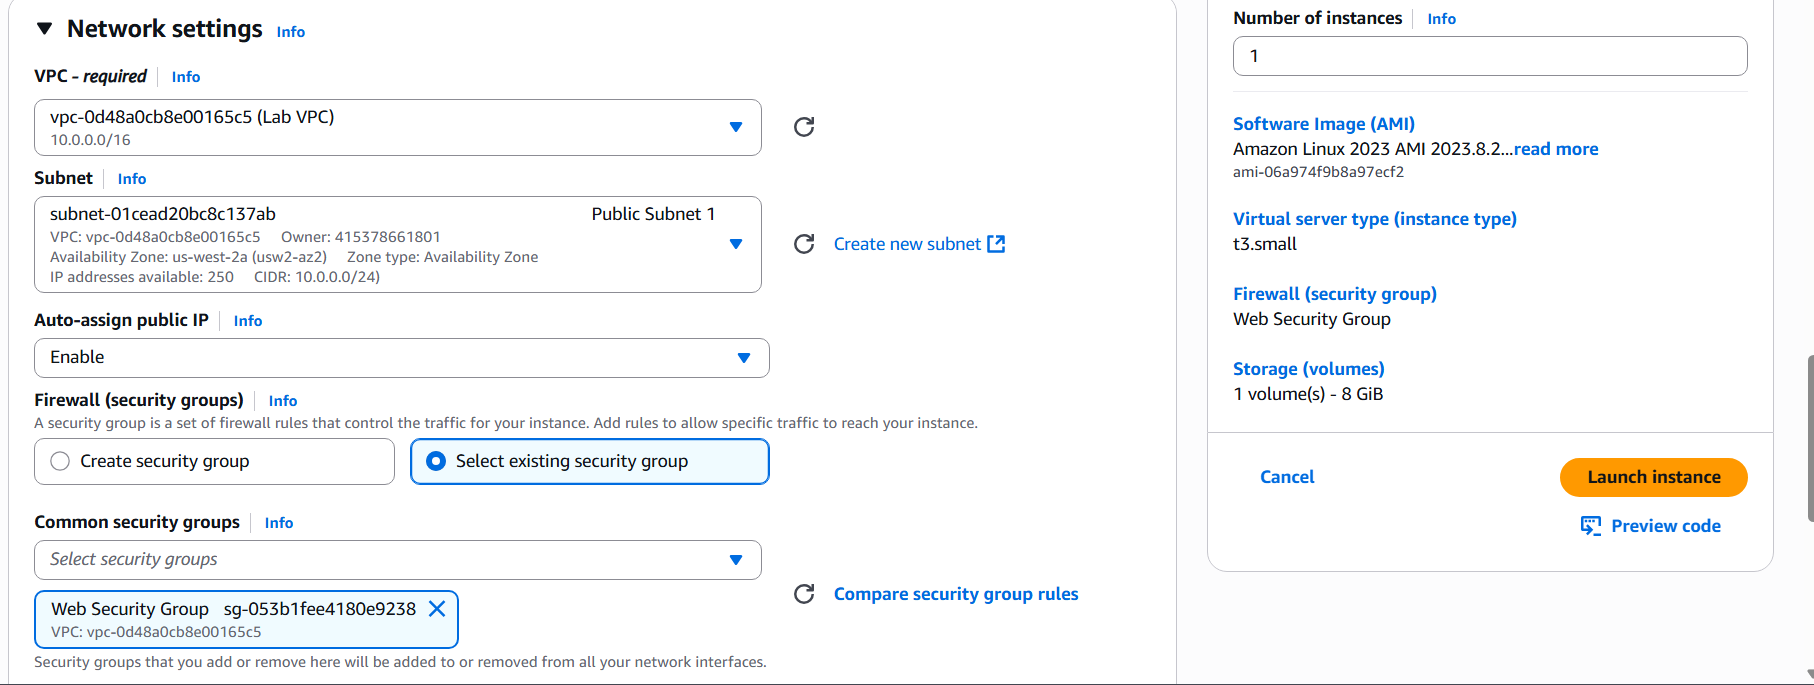 Network settings Info
VPC - required Info
vpc-0d48a0cb8e00165c5 (Lab VPC)
10.0.0.0/16
Subnet Info
subnet-01cead20bc8c137ab Public Subnet 1
VPC: vpc-0d48a0cb8e00165c5 Owner: 415378661801
Availability Zone: us-west-2a (usw2-az2) Zone type: Availability Zone
IP addresses available: 250 CIDR: 10.0.0.0/24)
Create new subnet
Auto-assign public IP Info
Enable
Firewall (security groups) Info
A security group is a set of firewall rules that control the traffic for your instance. Add rules to allow specific traffic to reach your instance.
Create security group
Select existing security group
Common security groups Info
Select security groups
Web Security Group sg-053b1fee4180e9238
VPC: vpc-0d48a0cb8e00165c5
Compare security group rules
Security groups that you add or remove here will be added to or removed from all your network interfaces.
Number of instances Info
1
Software Image (AMI)
Amazon Linux 2023 AMI 2023.8.2...read more
ami-06a974f9b8a97ecf2
Virtual server type (instance type)
t3.small
Firewall (security group)
Web Security Group
Storage (volumes)
1 volume(s) - 8 GiB
Cancel
Launch instance
Preview code